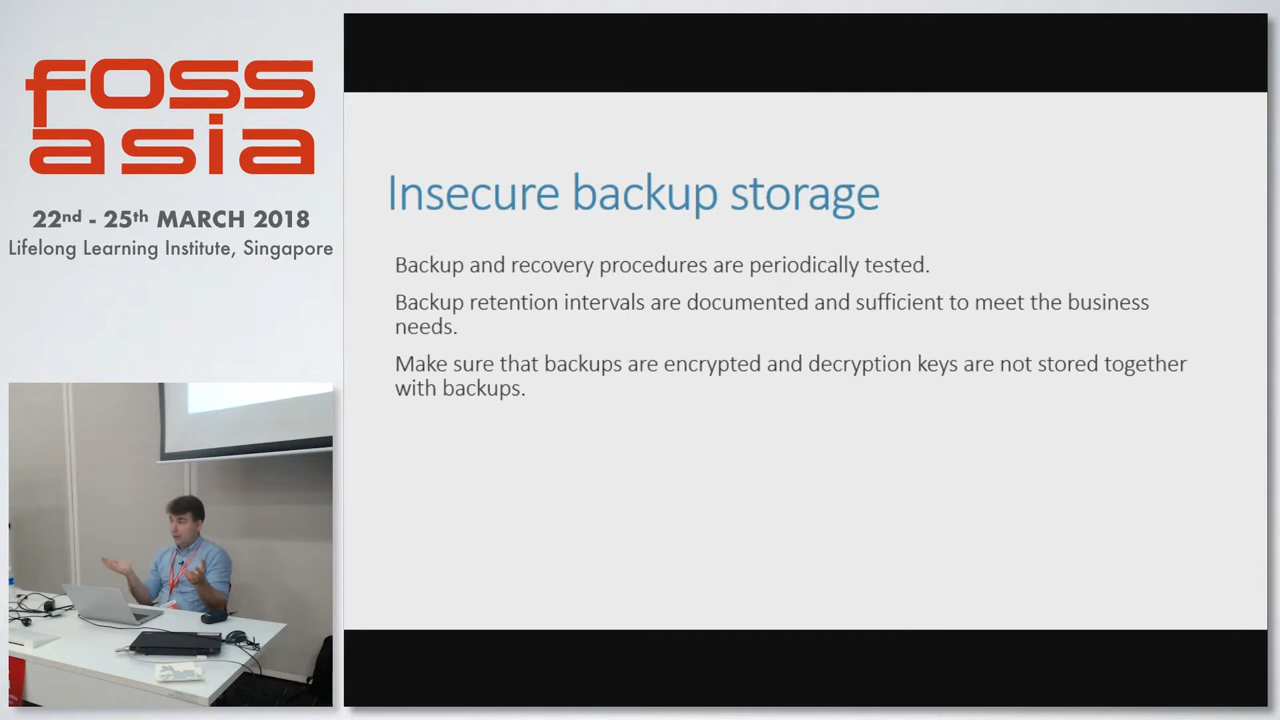 foss
asia
22nd - 25th MARCH 2018
Lifelong Learning Institute, Singapore
Insecure backup storage
Backup and recovery procedures are periodically tested.
Backup retention intervals are documented and sufficient to meet the business
needs.
Make sure that backups are encrypted and decryption keys are not stored together
with backups.